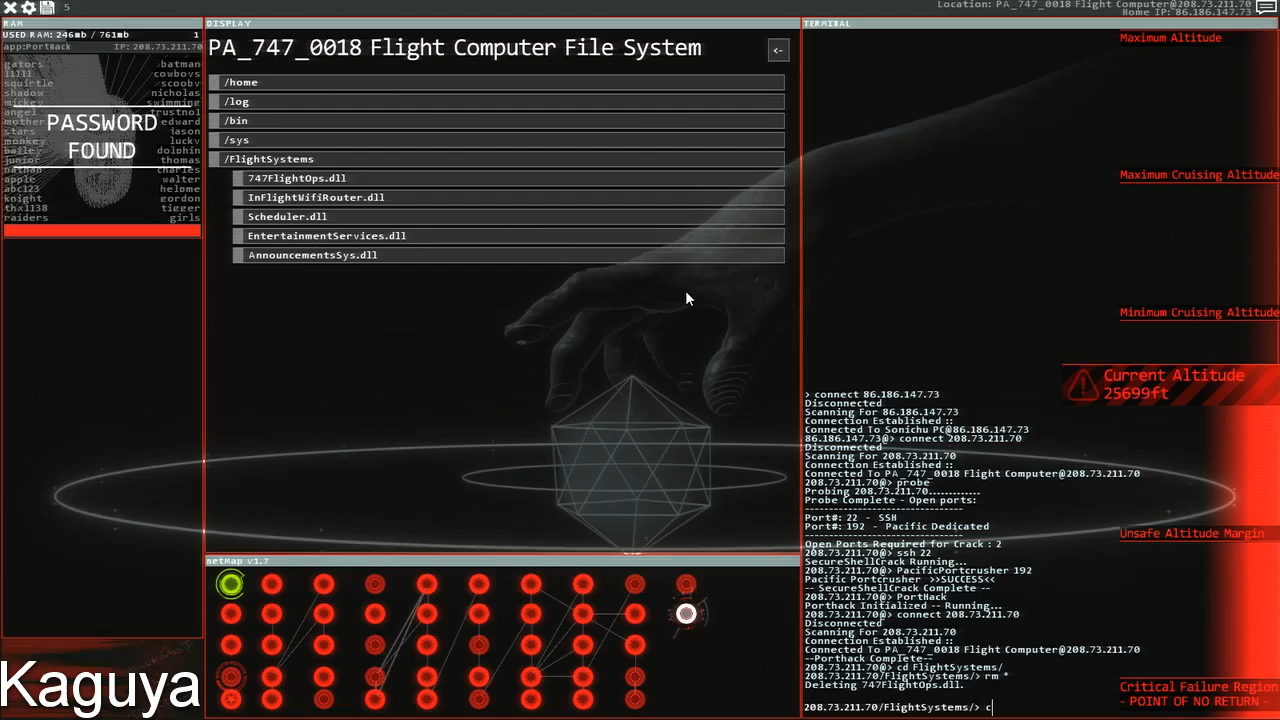 5
Location: PA_747_0018 Flight Computer@208.73.211.70
Home IP: 86.186.147.73
RAM
USED RAM: 246mb / 761mb 1
app:PortHack IP: 208.73.211.70
gators batman
11111 cowboys
squirtle scooby
shadow nicholas
mickey swimming
angel trustno1
mother edward
stars jason
monkey lucky
bailey dolphin
junior thomas
nathan charles
apple walter
abc123 helpme
knight gordon
thx1138 tigger
raiders girls
PASSWORD
FOUND
DISPLAY
PA_747_0018 Flight Computer File System
<-
/home
/log
/bin
/sys
/FlightSystems
747FlightOps.dll
InFlightWifiRouter.dll
Scheduler.dll
EntertainmentServices.dll
AnnouncementsSys.dll
netMap v1.7
TERMINAL
Maximum Altitude
Maximum Cruising Altitude
Minimum Cruising Altitude
Current Altitude
25699ft
Unsafe Altitude Margin
Critical Failure Region
- POINT OF NO RETURN -
> connect 86.186.147.73
Disconnected
Scanning For 86.186.147.73
Connection Established ::
Connected To Sonichu PC@86.186.147.73
86.186.147.73@> connect 208.73.211.70
Disconnected
Scanning For 208.73.211.70
Connection Established ::
Connected To PA_747_0018 Flight Computer@208.73.211.70
208.73.211.70@> probe
Probing 208.73.211.70.............
Probe Complete - Open ports:
---------------------------------
Port#: 22 - SSH
Port#: 192 - Pacific Dedicated
---------------------------------
Open Ports Required for Crack : 2
208.73.211.70@> ssh 22
SecureShellCrack Running...
208.73.211.70@> PacificPortcrusher 192
Pacific Portcrusher >>SUCCESS<<
-- SecureShellCrack Complete --
208.73.211.70@> PortHack
Porthack Initialized -- Running...
208.73.211.70@> connect 208.73.211.70
Disconnected
Scanning For 208.73.211.70
Connection Established ::
Connected To PA_747_0018 Flight Computer@208.73.211.70
--Porthack Complete--
208.73.211.70@> cd FlightSystems/
208.73.211.70/FlightSystems/> rm *
Deleting 747FlightOps.dll.
208.73.211.70/FlightSystems/> c
Kaguya